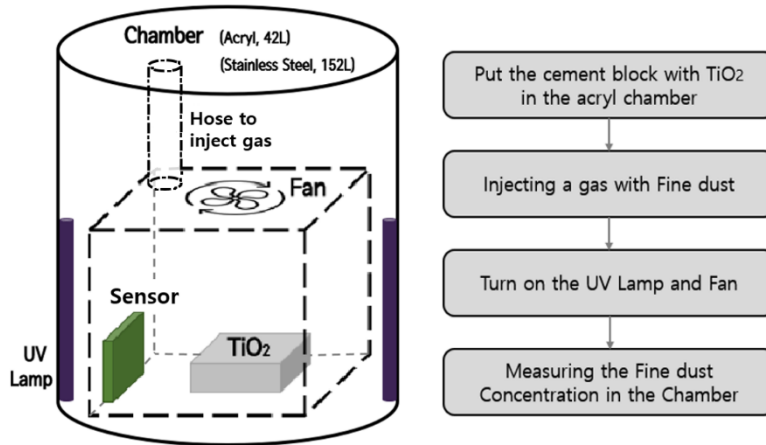 Chamber (Acryl, 42L)
(Stainless Steel, 152L)
Hose to
inject gas
Fan
Sensor
TiO2
UV
Lamp
Put the cement block with TiO2
in the acryl chamber
Injecting a gas with Fine dust
Turn on the UV Lamp and Fan
Measuring the Fine dust
Concentration in the Chamber